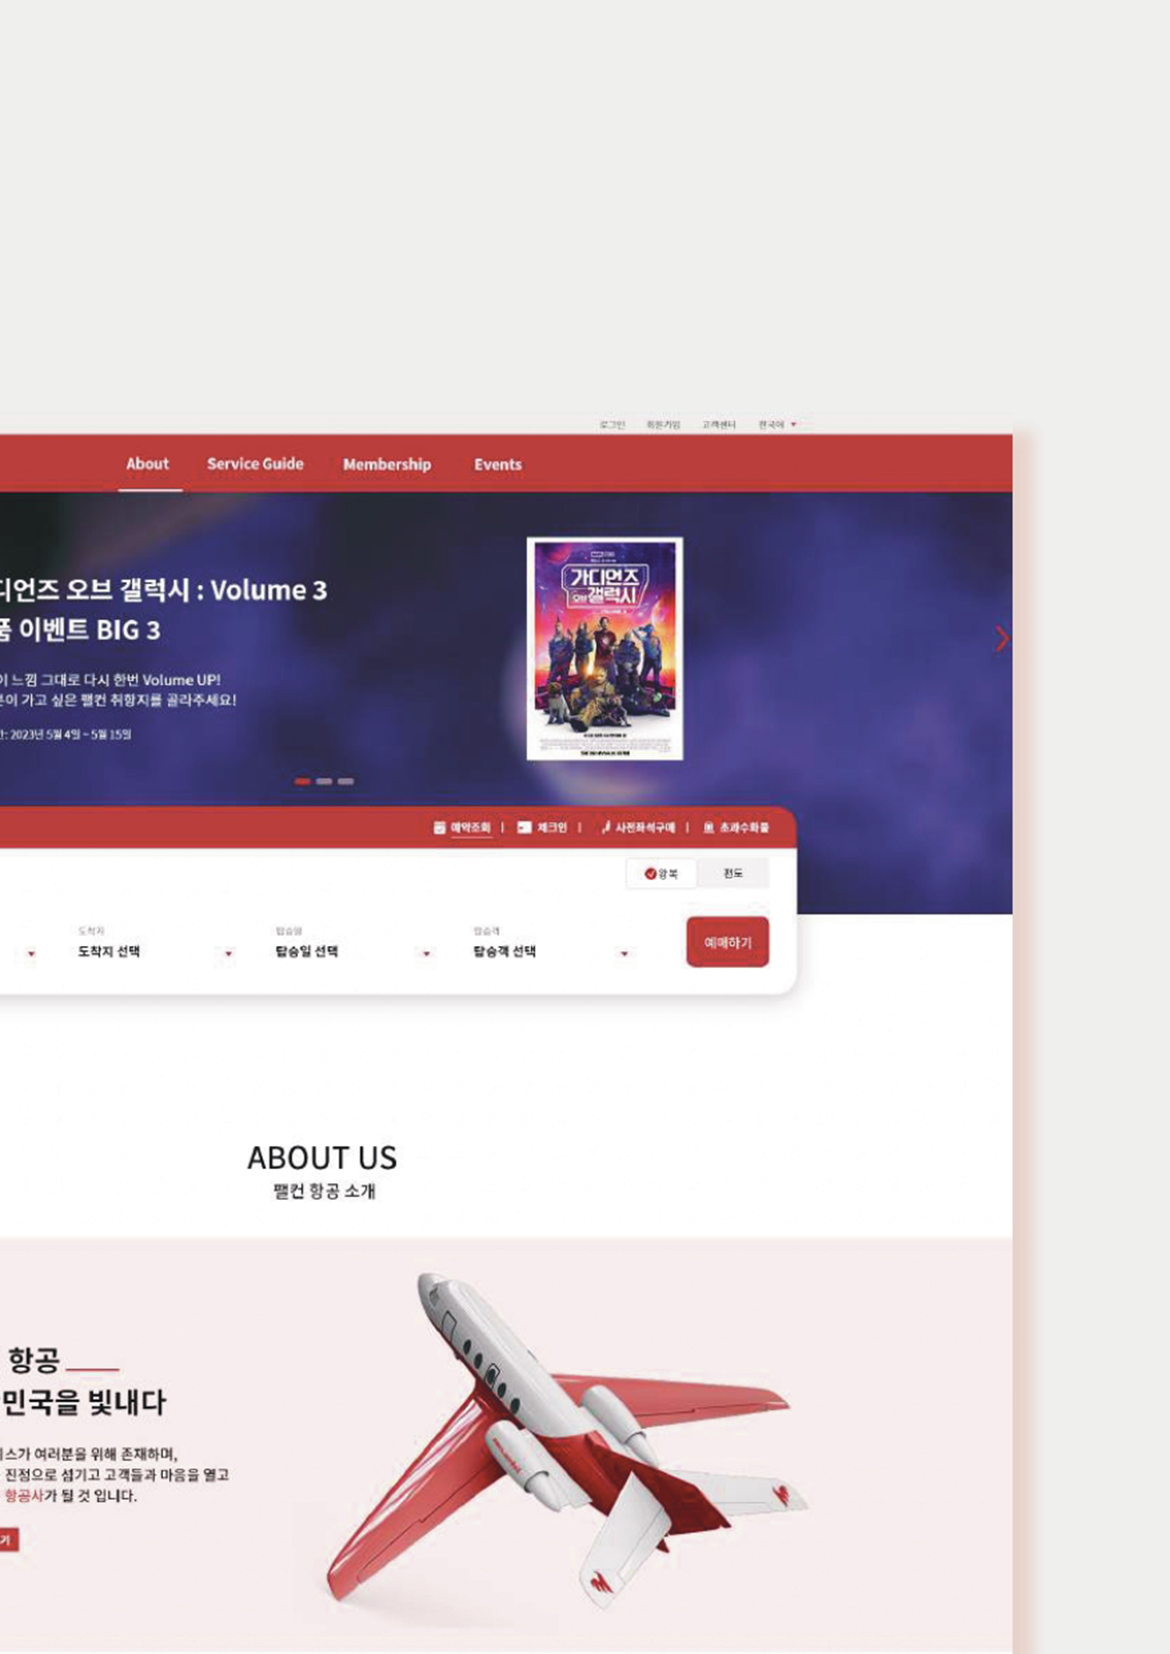 로그인 회원가입 고객센터 한국어
About Service Guide Membership Events
디언즈 오브 갤럭시 : Volume 3
품 이벤트 BIG 3
이 느낌 그대로 다시 한번 Volume UP!
이 가고 싶은 팰컨 취항지를 골라주세요!
2023년 5월 4일 ~ 5월 15일
가디언즈
오브 갤럭시
예약조회 | 체크인 | 사전좌석구매 | 초과수화물
왕복 편도
도착지 탑승일 탑승객
도착지 선택 탑승일 선택 탑승객 선택
예매하기
ABOUT US
팰컨 항공 소개
항공
민국을 빛내다
스가 여러분을 위해 존재하며,
진정으로 섬기고 고객들과 마음을 열고
항공사가 될 것 입니다.
기